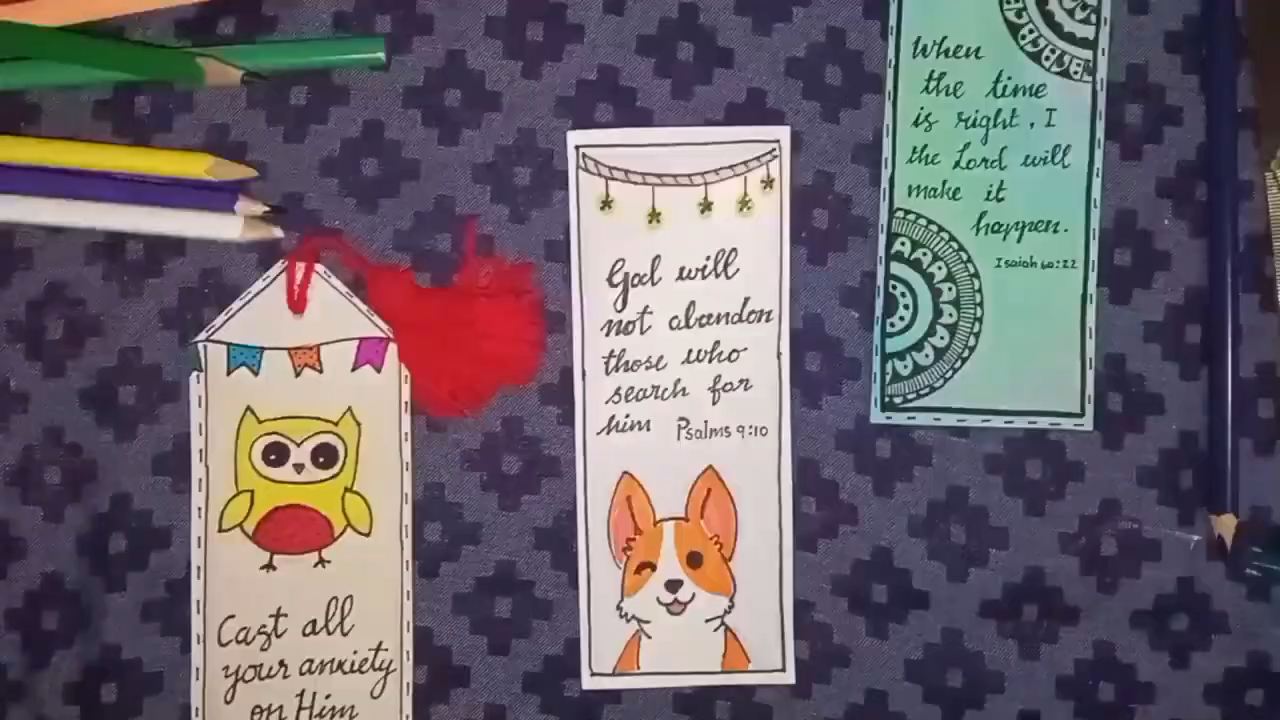 Cast all
your anxiety
on Him
God will
not abandon
those who
search for
him Psalms 9:10
When
the time
is right, I
the Lord will
make it
happen.
Isaiah 60:22